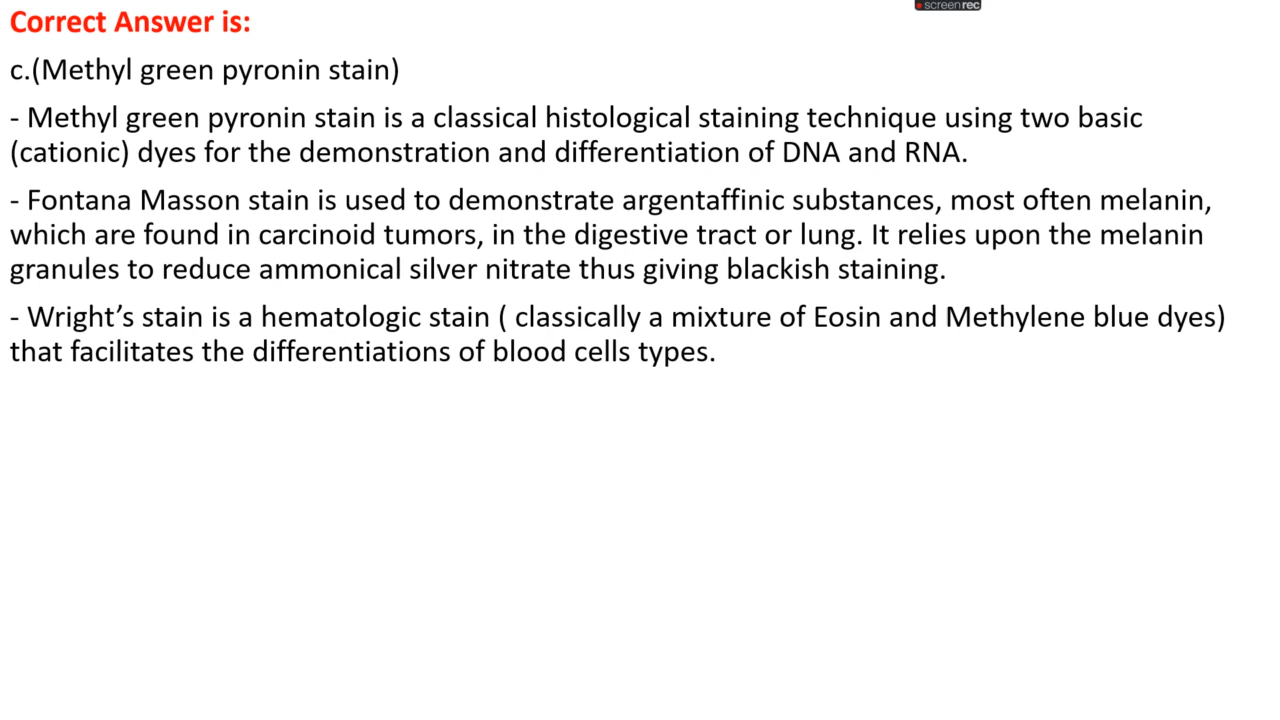 screenrec
Correct Answer is:
c.(Methyl green pyronin stain)
- Methyl green pyronin stain is a classical histological staining technique using two basic
(cationic) dyes for the demonstration and differentiation of DNA and RNA.
- Fontana Masson stain is used to demonstrate argentaffinic substances, most often melanin,
which are found in carcinoid tumors, in the digestive tract or lung. It relies upon the melanin
granules to reduce ammonical silver nitrate thus giving blackish staining.
- Wright’s stain is a hematologic stain ( classically a mixture of Eosin and Methylene blue dyes)
that facilitates the differentiations of blood cells types.